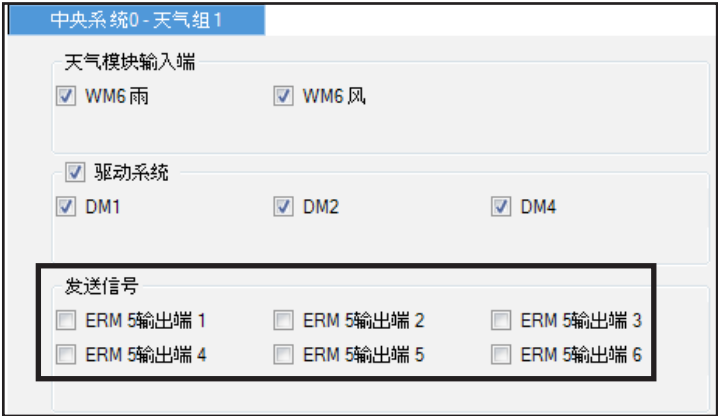 中央系统0 - 天气组1
天气模块输入端
WM6 雨 WM6 风
驱动系统
DM1 DM2 DM4
发送信号
ERM 5输出端 1 ERM 5输出端 2 ERM 5输出端 3
ERM 5输出端 4 ERM 5输出端 5 ERM 5输出端 6